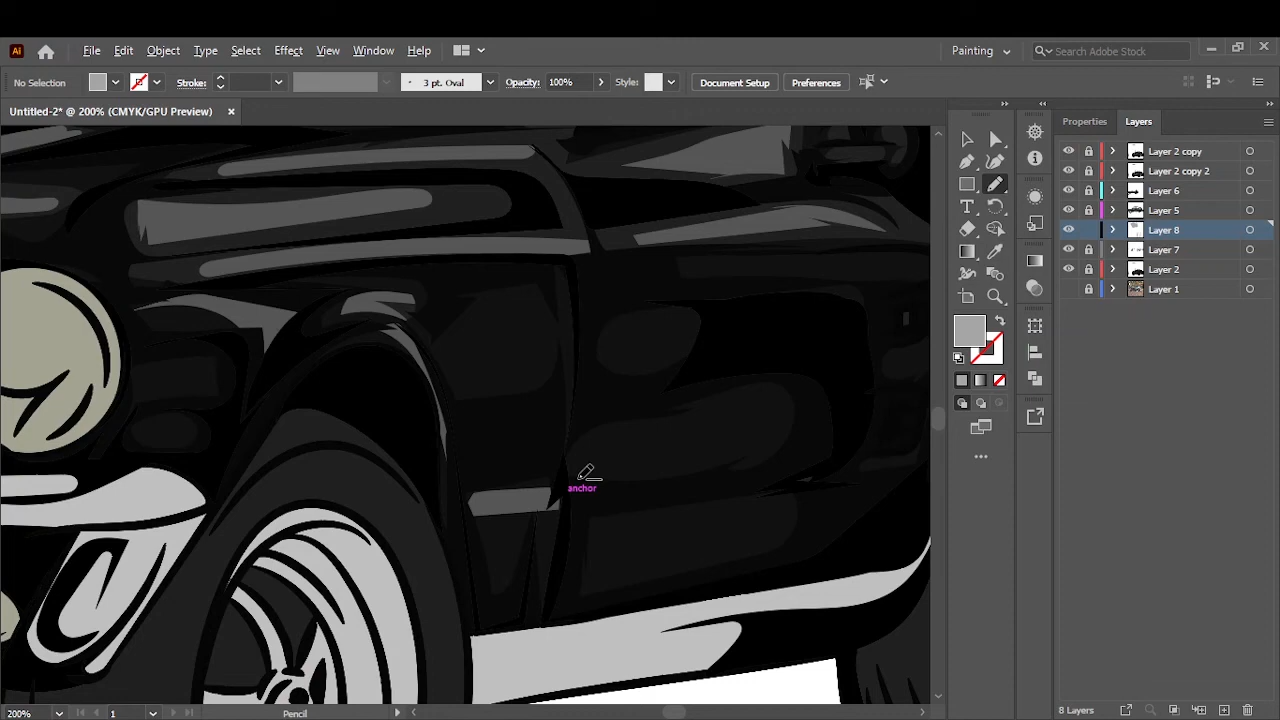 Ai File Edit Object Type Select Effect View Window Help Painting Search Adobe Stock
No Selection Stroke: 3 pt. Oval Opacity: 100% Style: Document Setup Preferences
Untitled-2* @ 200% (CMYK/GPU Preview) × Properties Layers
Layer 2 copy
Layer 2 copy 2
Layer 6
Layer 5
Layer 8
Layer 7
Layer 2
Layer 1
anchor
200% 1 Pencil 8 Layers